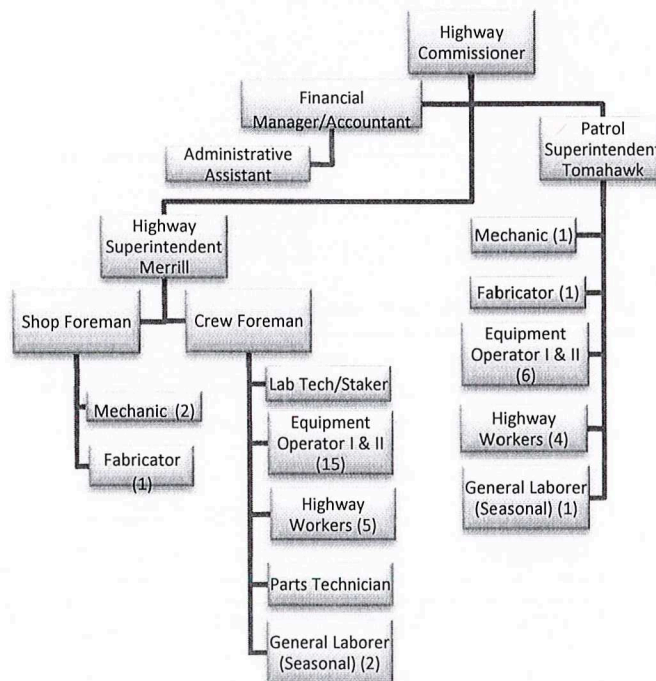 Highway
Commissioner
Financial
Manager/Accountant
Administrative
Assistant
Patrol
Superintendent
Tomahawk
Highway
Superintendent
Merrill
Mechanic (1)
Fabricator (1)
Equipment
Operator I & II
(6)
Highway
Workers (4)
General Laborer
(Seasonal) (1)
Shop Foreman
Crew Foreman
Mechanic (2)
Fabricator
(1)
Lab Tech/Staker
Equipment
Operator I & II
(15)
Highway
Workers (5)
Parts Technician
General Laborer
(Seasonal) (2)